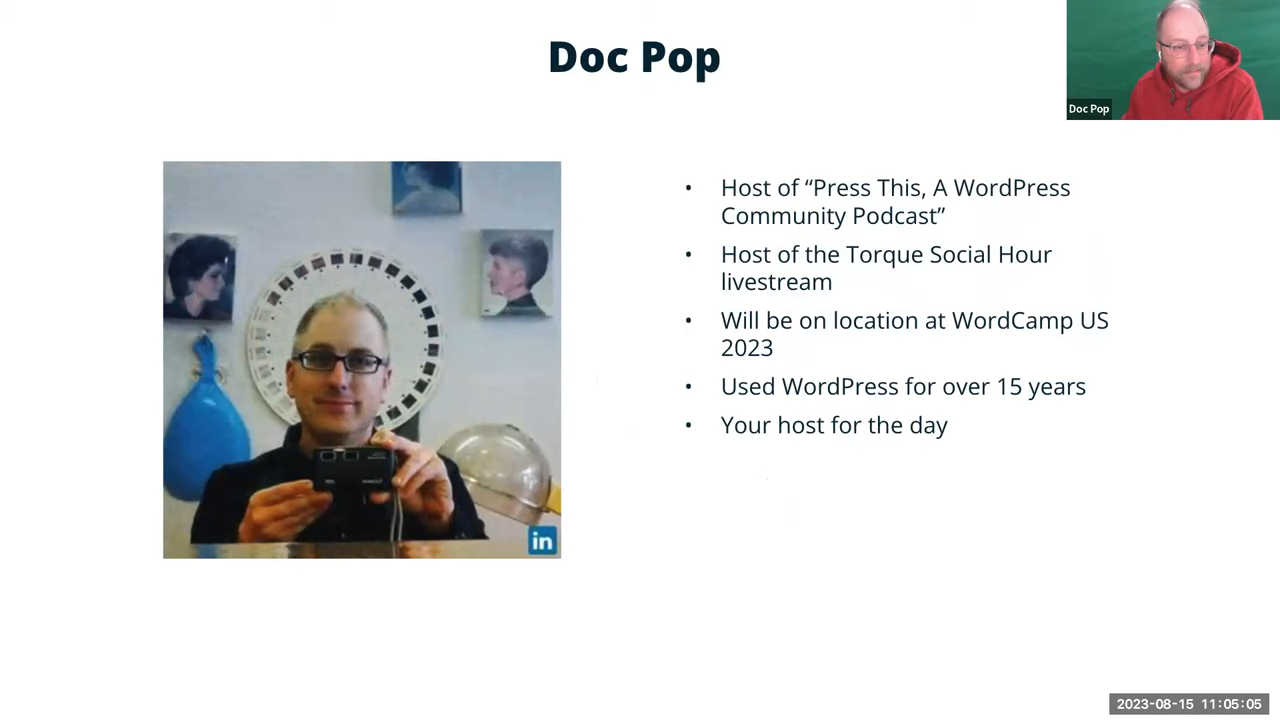 Doc Pop
Doc Pop
• Host of “Press This, A WordPress
Community Podcast”
• Host of the Torque Social Hour
livestream
• Will be on location at WordCamp US
2023
• Used WordPress for over 15 years
• Your host for the day
in
2023-08-15 11:05:05